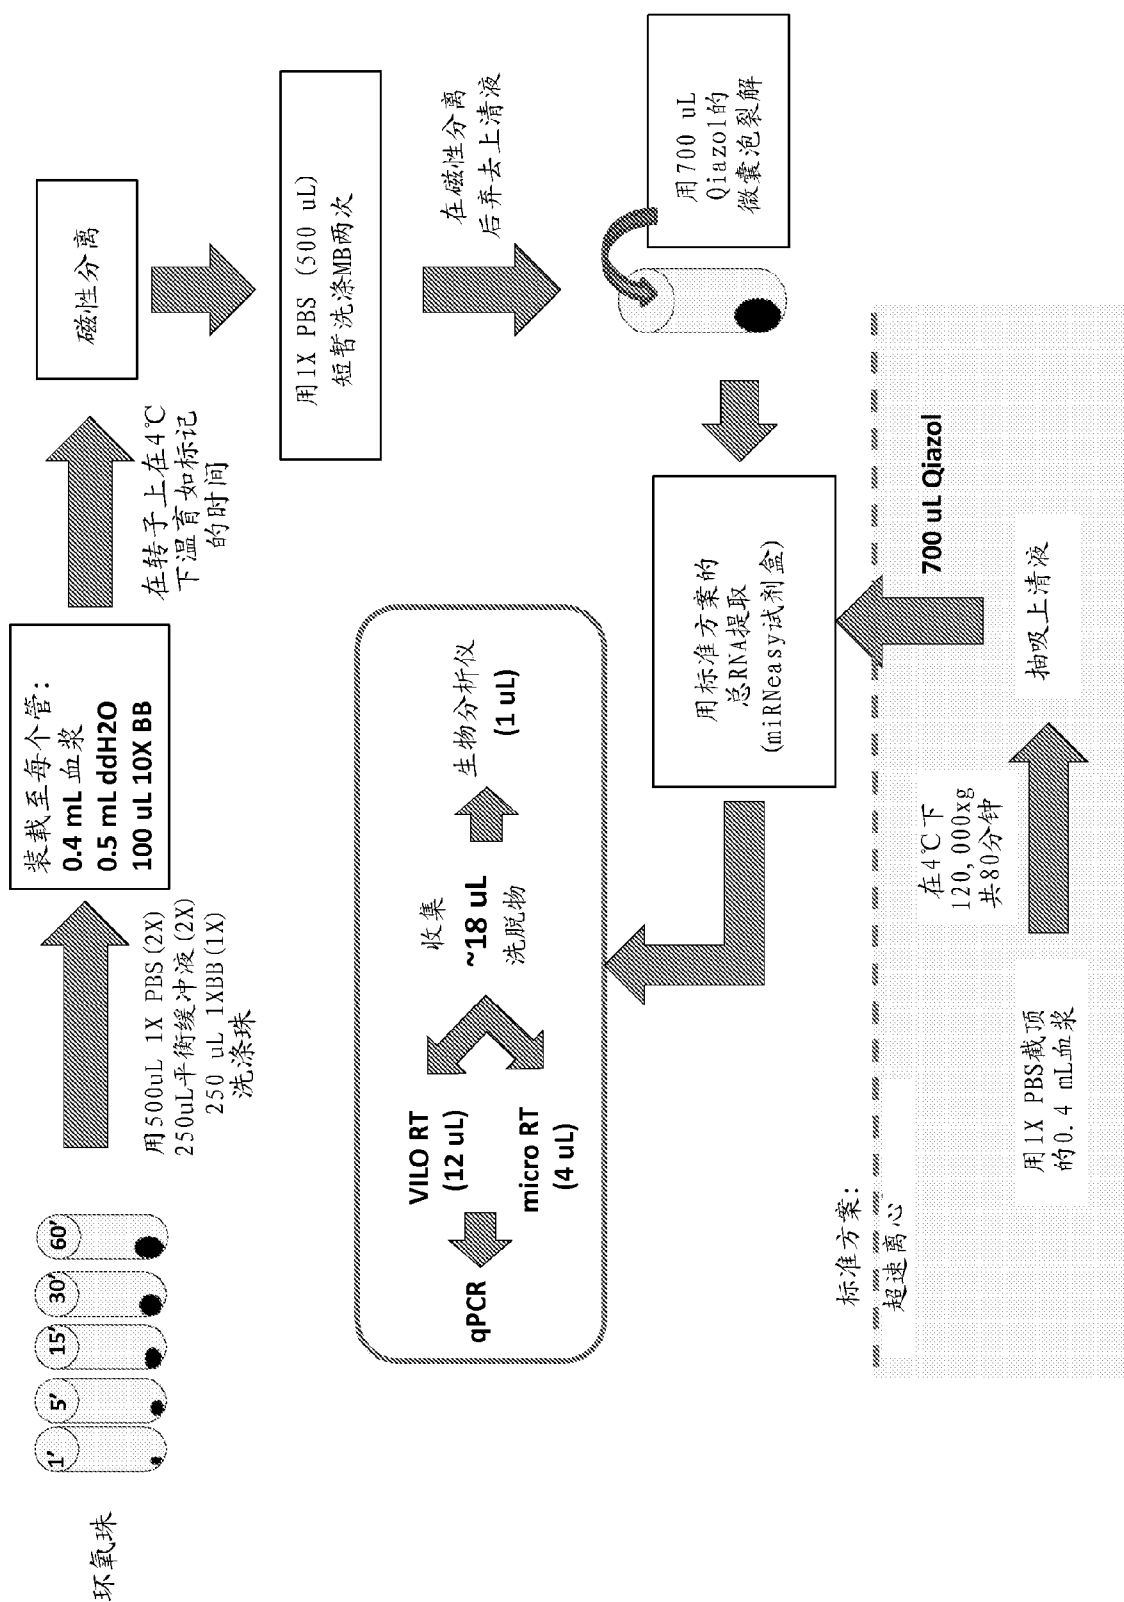 环氧珠
1'
5'
15'
30'
60'
用500uL 1X PBS(2X)
250uL平衡缓冲液(2X)
250 uL 1XBB(1X)
洗涤珠
装载至每个管:
0.4 mL 血浆
0.5 mL ddH2O
100 uL 10X BB
在转子上在4℃
下温育如标记
的时间
磁性分离
用1X PBS (500 uL)
短暂洗涤MB两次
在磁性分离
后弃去上清液
用700 uL
Qiazol的
微囊泡裂解
用标准方案的
总RNA提取
(miRNeasy试剂盒)
收集
~18 uL
洗脱物
生物分析仪
(1 uL)
VILO RT
(12 uL)
micro RT
(4 uL)
qPCR
标准方案:
超速离心
用1X PBS截顶
的0.4 mL血浆
在4℃下
120,000xg
共80分钟
抽吸上清液
700 uL Qiazol